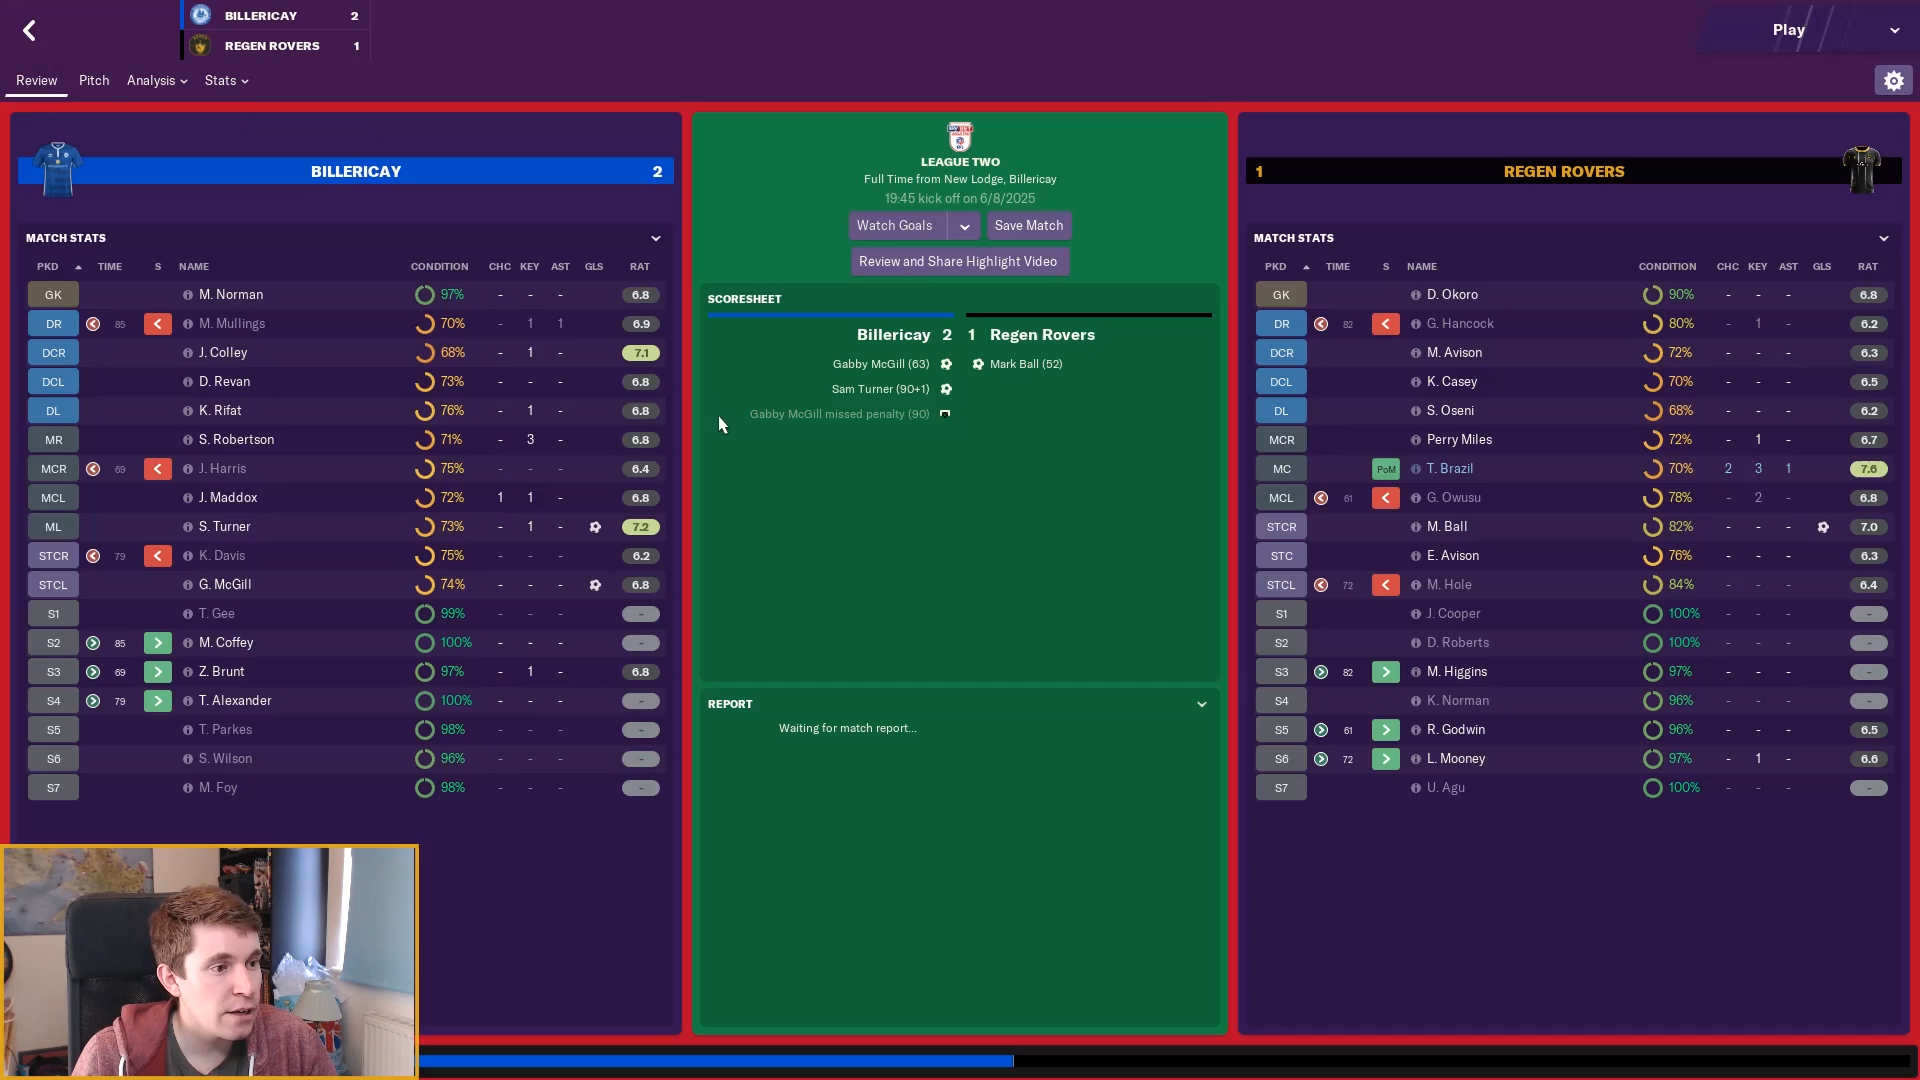 BILLERICAY 2
REGEN ROVERS 1
Play
Review Pitch Analysis Stats
BILLERICAY 2
MATCH STATS
PKD TIME S NAME CONDITION CHC KEY AST GLS RAT
GK M. Norman 97% - - - 6.8
DR 85 M. Mullings 70% - 1 1 6.9
DCR J. Colley 68% - 1 - 7.1
DCL D. Revan 73% - - - 6.8
DL K. Rifat 76% - 1 - 6.8
MR S. Robertson 71% - 3 - 6.8
MCR 69 J. Harris 75% - - - 6.4
MCL J. Maddox 72% 1 1 - 6.8
ML S. Turner 73% - 1 - 7.2
STCR 79 K. Davis 75% - - - 6.2
STCL G. McGill 74% - - - 6.8
S1 T. Gee 99% - - - -
S2 85 M. Coffey 100% - - - -
S3 69 Z. Brunt 97% - 1 - 6.8
S4 79 T. Alexander 100% - - - -
S5 T. Parkes 98% - - - -
S6 S. Wilson 96% - - - -
S7 M. Foy 98% - - - -
SKY BET
EFL
LEAGUE TWO
Full Time from New Lodge, Billericay
19:45 kick off on 6/8/2025
Watch Goals Save Match
Review and Share Highlight Video
SCORESHEET
Billericay 2 1 Regen Rovers
Gabby McGill (63) Mark Ball (52)
Sam Turner (90+1)
Gabby McGill missed penalty (90)
REPORT
Waiting for match report...
1 REGEN ROVERS
MATCH STATS
PKD TIME S NAME CONDITION CHC KEY AST GLS RAT
GK D. Okoro 90% - - - 6.8
DR 82 G. Hancock 80% - 1 - 6.2
DCR M. Avison 72% - - - 6.3
DCL K. Casey 70% - - - 6.5
DL S. Oseni 68% - - - 6.2
MCR Perry Miles 72% - 1 - 6.7
MC PoM T. Brazil 70% 2 3 1 7.6
MCL 61 G. Owusu 78% - 2 - 6.8
STCR M. Ball 82% - - - 7.0
STC E. Avison 76% - - - 6.3
STCL 72 M. Hole 84% - - - 6.4
S1 J. Cooper 100% - - - -
S2 D. Roberts 100% - - - -
S3 82 M. Higgins 97% - - - -
S4 K. Norman 96% - - - -
S5 61 R. Godwin 96% - - - 6.5
S6 72 L. Mooney 97% - 1 - 6.6
S7 U. Agu 100% - - - -